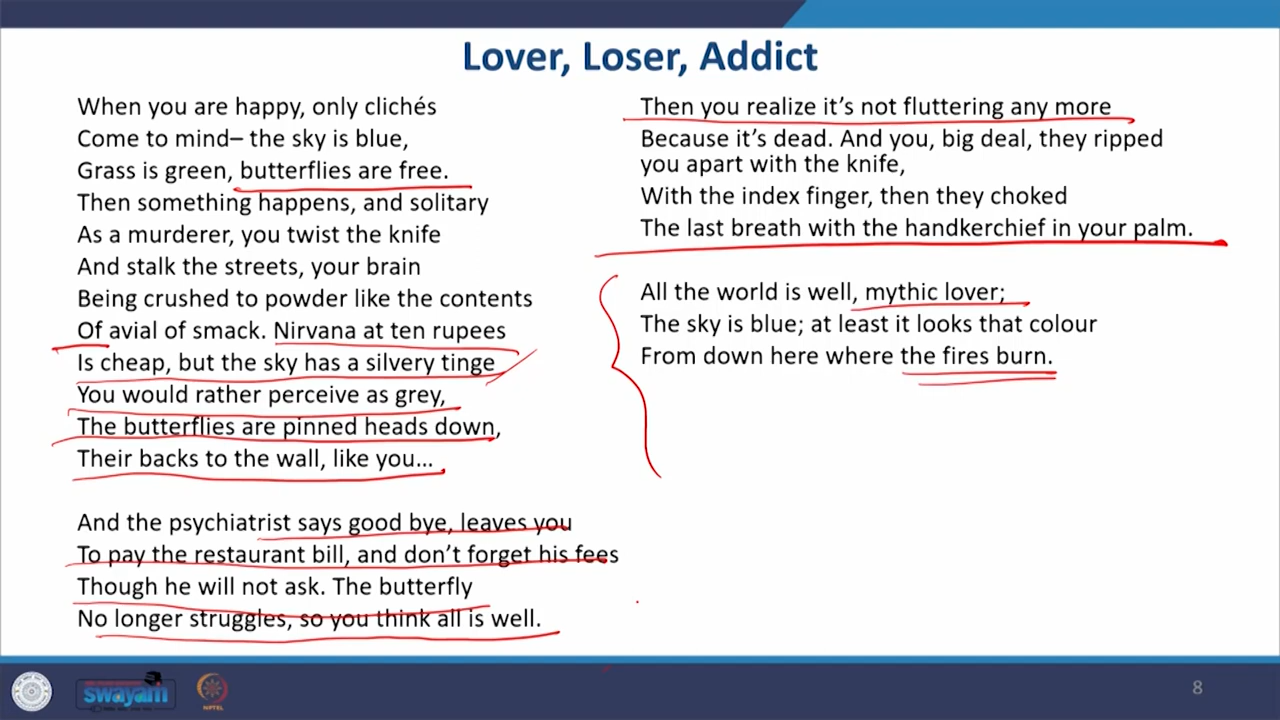 Lover, Loser, Addict
When you are happy, only clichés
Come to mind– the sky is blue,
Grass is green, butterflies are free.
Then something happens, and solitary
As a murderer, you twist the knife
And stalk the streets, your brain
Being crushed to powder like the contents
Of avial of smack. Nirvana at ten rupees
Is cheap, but the sky has a silvery tinge
You would rather perceive as grey,
The butterflies are pinned heads down,
Their backs to the wall, like you...
And the psychiatrist says good bye, leaves you
To pay the restaurant bill, and don't forget his fees
Though he will not ask. The butterfly
No longer struggles, so you think all is well.
Then you realize it's not fluttering any more
Because it's dead. And you, big deal, they ripped
you apart with the knife,
With the index finger, then they choked
The last breath with the handkerchief in your palm.
All the world is well, mythic lover;
The sky is blue; at least it looks that colour
From down here where the fires burn.
swayam
NPTEL
8